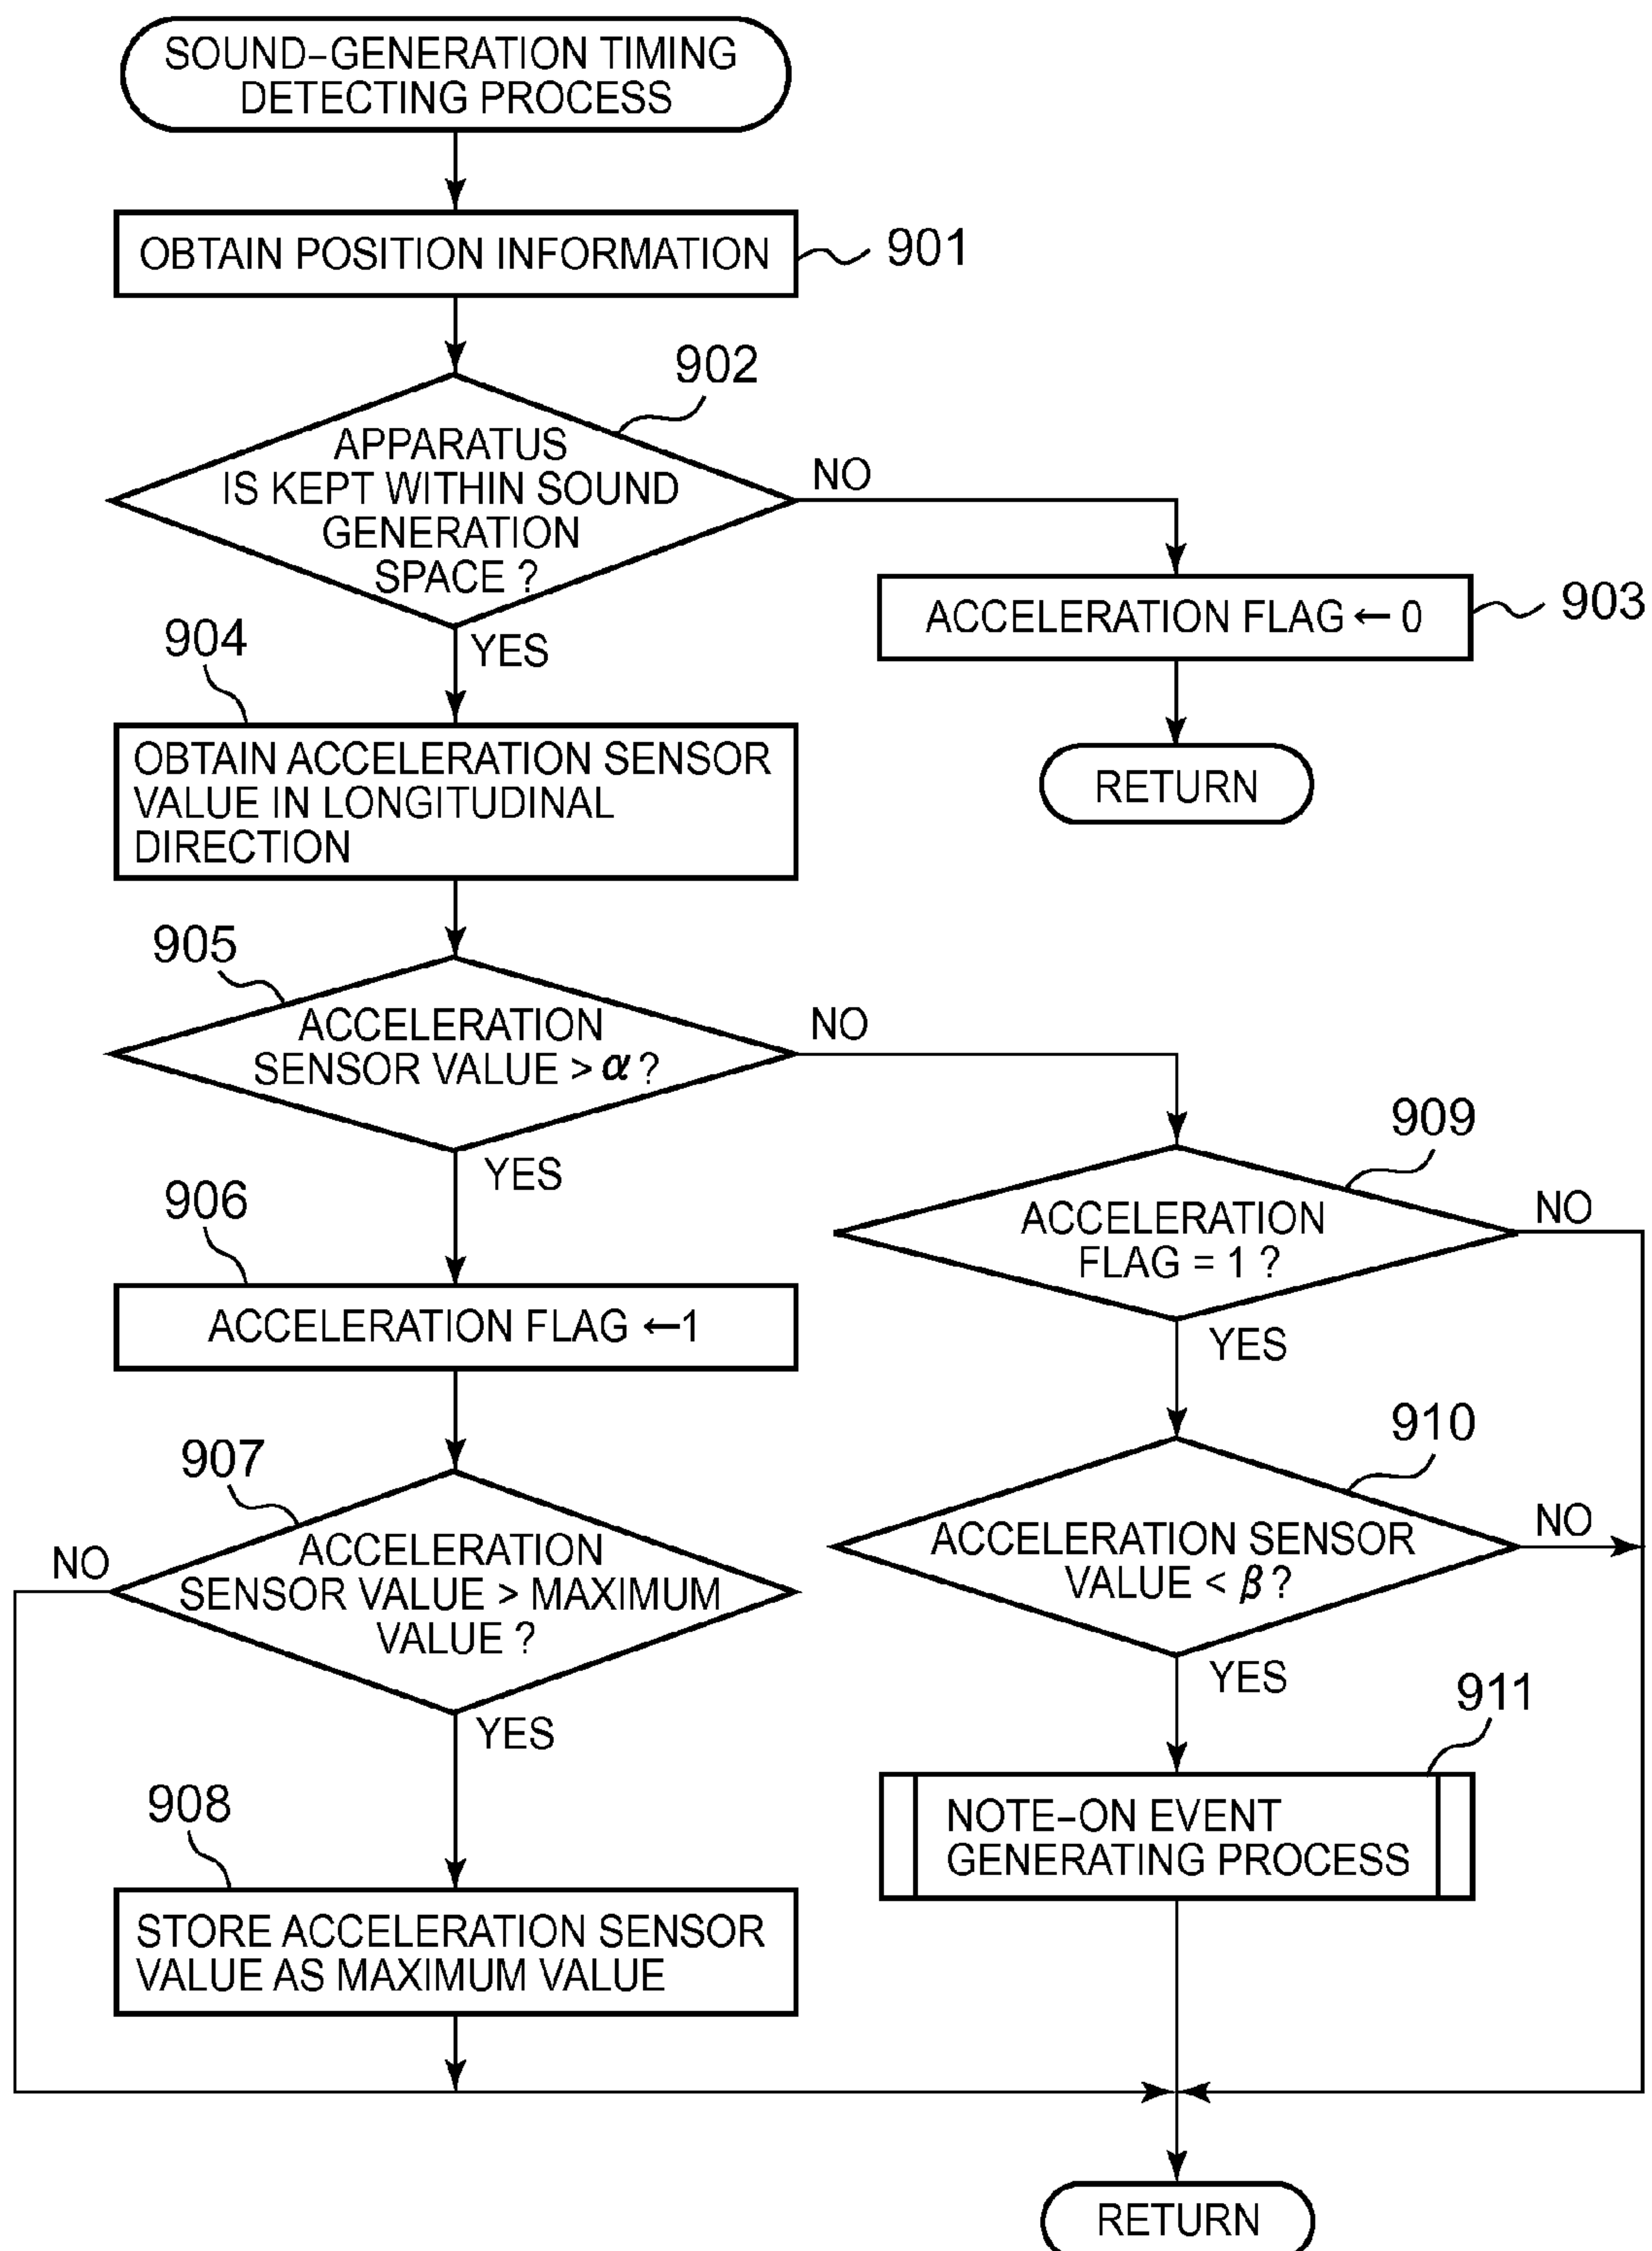 SOUND-GENERATION TIMING
DETECTING PROCESS
OBTAIN POSITION INFORMATION
901
902
APPARATUS
IS KEPT WITHIN SOUND
GENERATION
SPACE ?
NO
YES
ACCELERATION FLAG ← 0
903
RETURN
904
OBTAIN ACCELERATION SENSOR
VALUE IN LONGITUDINAL
DIRECTION
905
ACCELERATION
SENSOR VALUE > α ?
NO
YES
906
ACCELERATION FLAG ←1
907
ACCELERATION
SENSOR VALUE > MAXIMUM
VALUE ?
NO
YES
908
STORE ACCELERATION SENSOR
VALUE AS MAXIMUM VALUE
909
ACCELERATION
FLAG = 1 ?
NO
YES
910
ACCELERATION SENSOR
VALUE < β ?
NO
YES
911
NOTE-ON EVENT
GENERATING PROCESS
RETURN